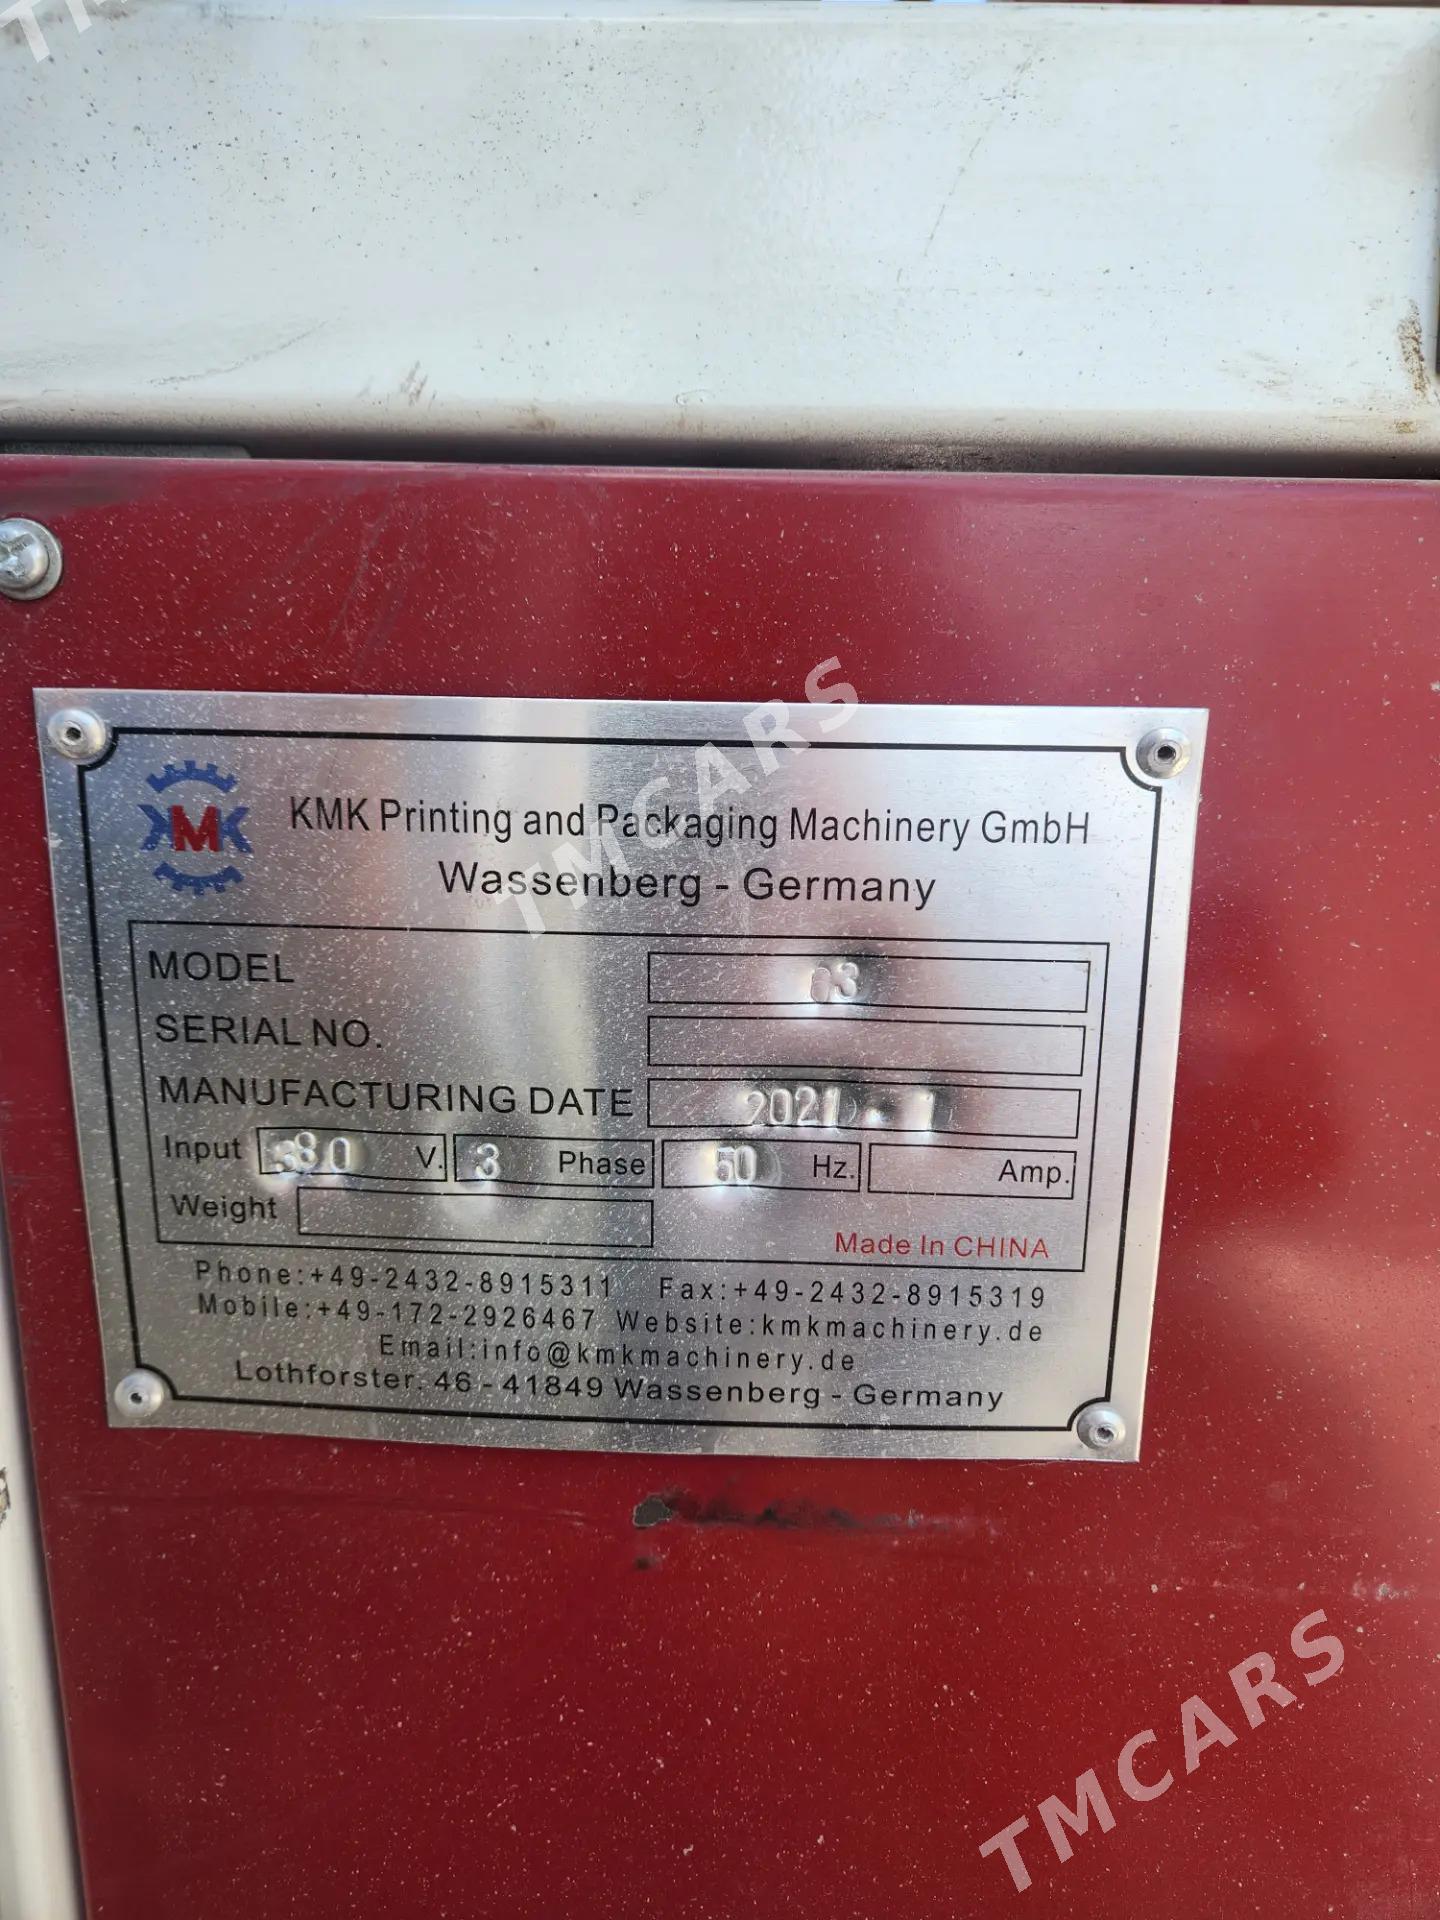 KMK
KMK Printing and Packaging Machinery GmbH
Wassenberg - Germany
MODEL 63
SERIAL NO.
MANUFACTURING DATE 2021 . 1
Input 380 V. 3 Phase 50 Hz. Amp.
Weight
Made In CHINA
Phone:+49-2432-8915311 Fax:+49-2432-8915319
Mobile:+49-172-2926467 Website:kmkmachinery.de
Email:info@kmkmachinery.de
Lothforster. 46 - 41849 Wassenberg - Germany
TMCARS
TMCARS